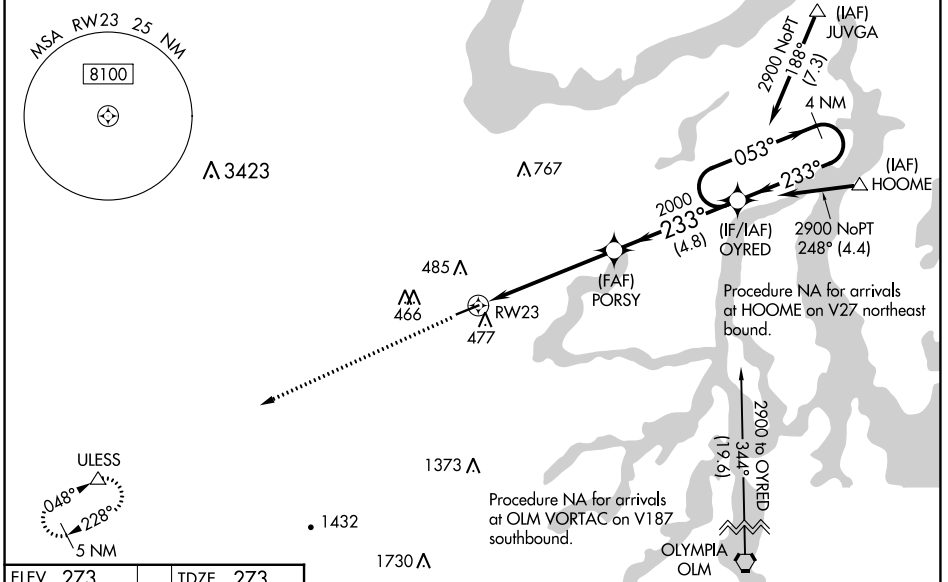 MSA RW23 25 NM
8100
3423
767
(IAF)
JUVGA
2900 NoPT
188°
(7.3)
4 NM
053°
233°
(IAF)
HOOME
2000
233°
(4.8)
(IF/IAF)
OYRED
2900 NoPT
248° (4.4)
(FAF)
PORSY
485
466
RW23
477
Procedure NA for arrivals
at HOOME on V27 northeast
bound.
2900 to OYRED
344°
(19.6)
ULESS
048°
228°
5 NM
1373
1432
1730
Procedure NA for arrivals
at OLM VORTAC on V187
southbound.
OLYMPIA
OLM
ELEV 273
TDZE 273